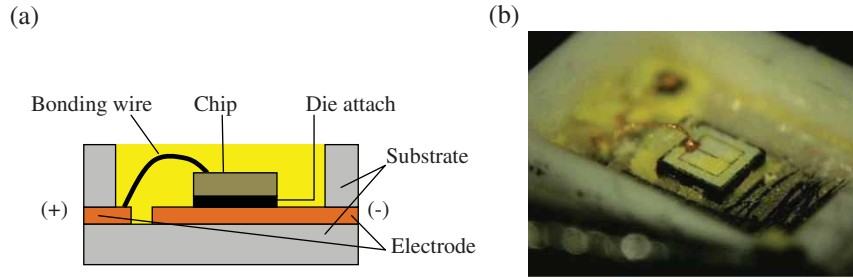 (a)
(b)
Bonding wire
Chip
Die attach
Substrate
(+)
(-)
Electrode